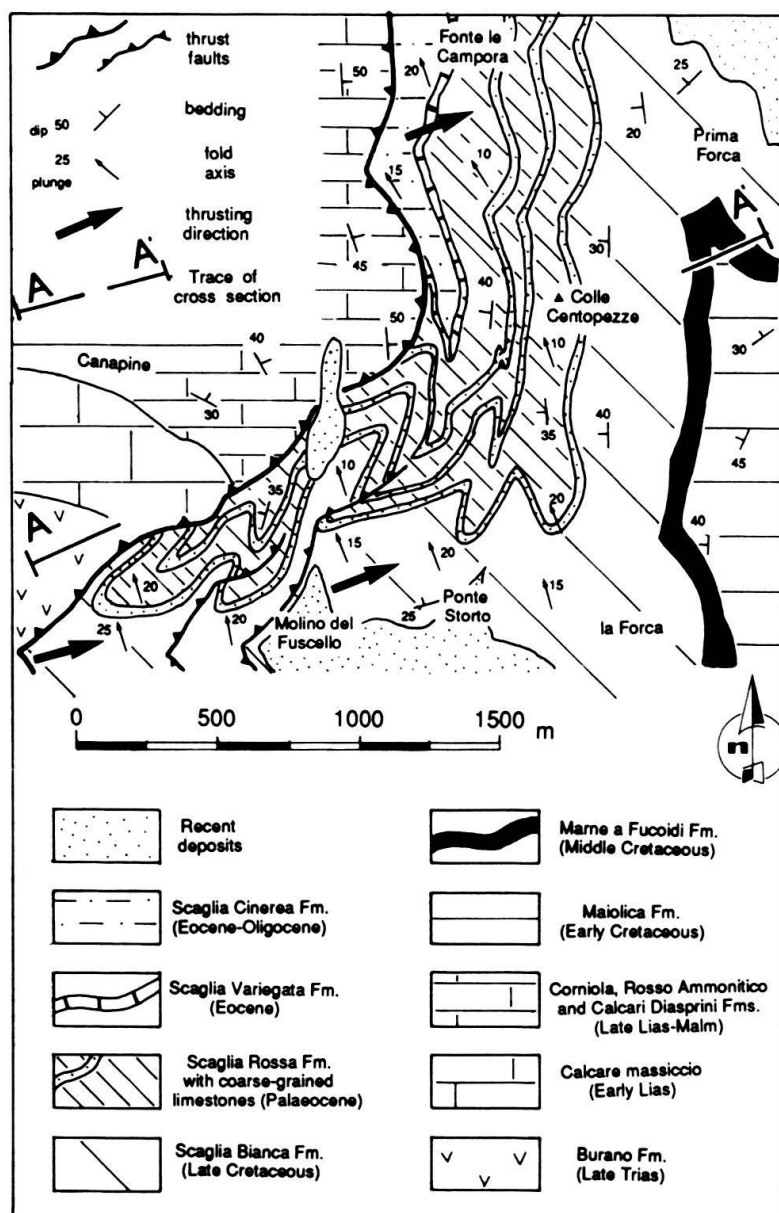 thrust
faults
dip 50
bedding
25
plunge
fold
axis
thrusting
direction
A A'
Trace of
cross section
Fonte le
Campora
50
20
25
20
Prima
Forca
15
10
A'
45
30
40
Colle
Centopezze
50
10
30
40
Canapine
30
35
40
45
35
10
20
40
A
15
20
15
20
20
25
Ponte
Storto
25
Molino del
Fuscello
la Forca
0 500 1000 1500 m
n
Recent
deposits
Scaglia Cinerea Fm.
(Eocene-Oligocene)
Scaglia Variegata Fm.
(Eocene)
Scaglia Rossa Fm.
with coarse-grained
limestones (Palaeocene)
Scaglia Bianca Fm.
(Late Cretaceous)
Marne a Fucoidi Fm.
(Middle Cretaceous)
Maiolica Fm.
(Early Cretaceous)
Corniola, Rosso Ammonitico
and Calcari Diasprini Fms.
(Late Lias-Malm)
Calcare massiccio
(Early Lias)
Burano Fm.
(Late Trias)